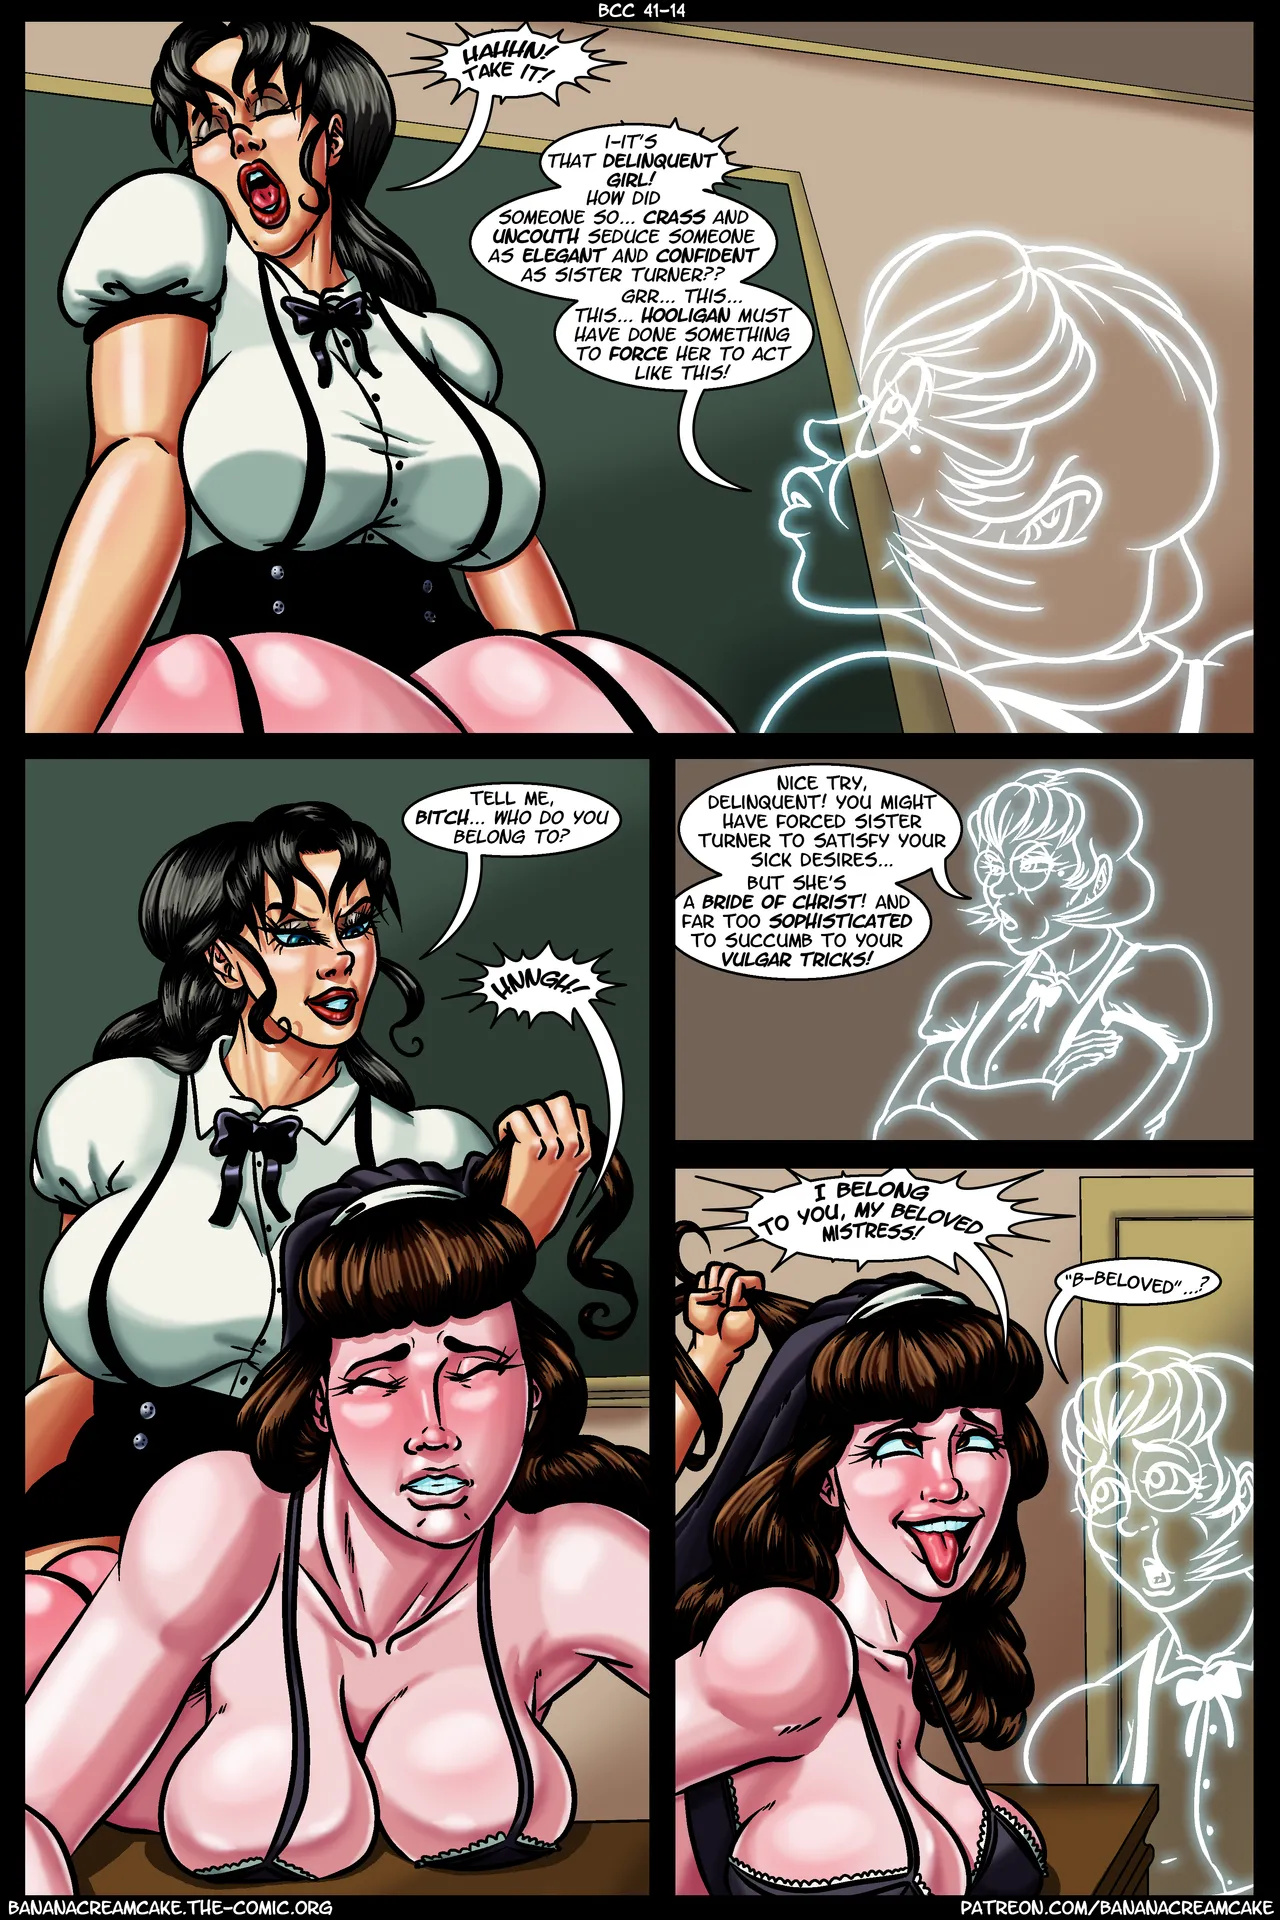 BCC 41-14
HAHHN!
TAKE IT!
I-IT'S
THAT DELINQUENT
GIRL!
HOW DID
SOMEONE SO... CRASS AND
UNCOUTH SEDUCE SOMEONE
AS ELEGANT AND CONFIDENT
AS SISTER TURNER??
GRR... THIS...
THIS... HOOLIGAN MUST
HAVE DONE SOMETHING
TO FORCE HER TO ACT
LIKE THIS!
TELL ME,
BITCH... WHO DO YOU
BELONG TO?
HNNGH!
NICE TRY,
DELINQUENT! YOU MIGHT
HAVE FORCED SISTER
TURNER TO SATISFY YOUR
SICK DESIRES...
BUT SHE'S
A BRIDE OF CHRIST! AND
FAR TOO SOPHISTICATED
TO SUCCUMB TO YOUR
VULGAR TRICKS!
I BELONG
TO YOU, MY BELOVED
MISTRESS!
"B-BELOVED"...?
BANANACREAMCAKE.THE-COMIC.ORG
PATREON.COM/BANANACREAMCAKE